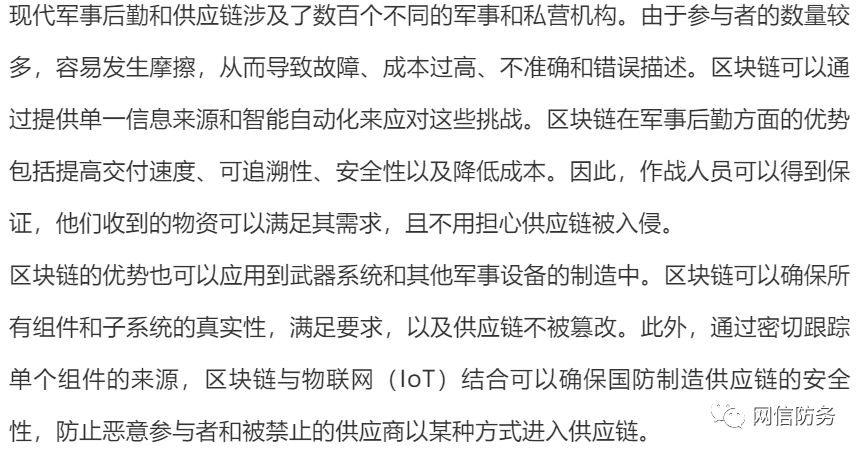 现代军事后勤和供应链涉及了数百个不同的军事和私营机构。由于参与者的数量较
多，容易发生摩擦，从而导致故障、成本过高、不准确和错误描述。区块链可以通
过提供单一信息来源和智能自动化来应对这些挑战。区块链在军事后勤方面的优势
包括提高交付速度、可追溯性、安全性以及降低成本。因此，作战人员可以得到保
证，他们收到的物资可以满足其需求，且不用担心供应链被入侵。
区块链的优势也可以应用到武器系统和其他军事设备的制造中。区块链可以确保所
有组件和子系统的真实性，满足要求，以及供应链不被篡改。此外，通过密切跟踪
单个组件的来源，区块链与物联网（IoT）结合可以确保国防制造供应链的安全
性，防止恶意参与者和被禁止的供应商以某种方式进入供应链。
网信防务